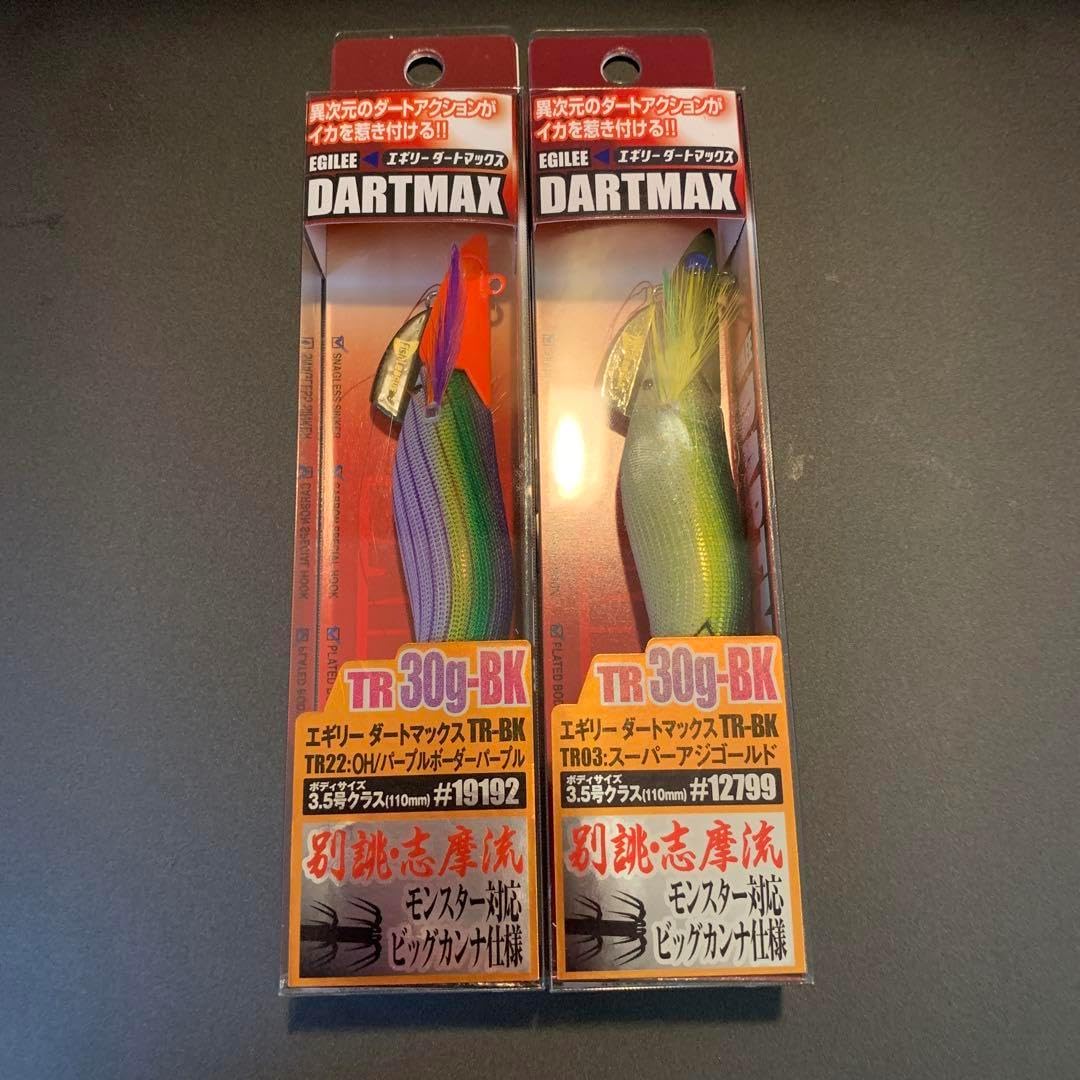 異次元のダートアクションが
イカを惹き付ける!!
EGILEE エギリー ダートマックス
DARTMAX
SNAGLESS SINKER
PLATED BOD
TR 30g-BK
エギリー ダートマックス TR-BK
TR22:OH/パープルボーダーパープル
ボディサイズ
3.5号クラス(110mm) #19192
別誂・志摩流
モンスター対応
ビッグカンナ仕様
異次元のダートアクションが
イカを惹き付ける!!
EGILEE エギリー ダートマックス
DARTMAX
PLATED BOD
TR 30g-BK
エギリー ダートマックス TR-BK
TR03:スーパーアジゴールド
ボディサイズ
3.5号クラス(110mm) #12799
別誂・志摩流
モンスター対応
ビッグカンナ仕様